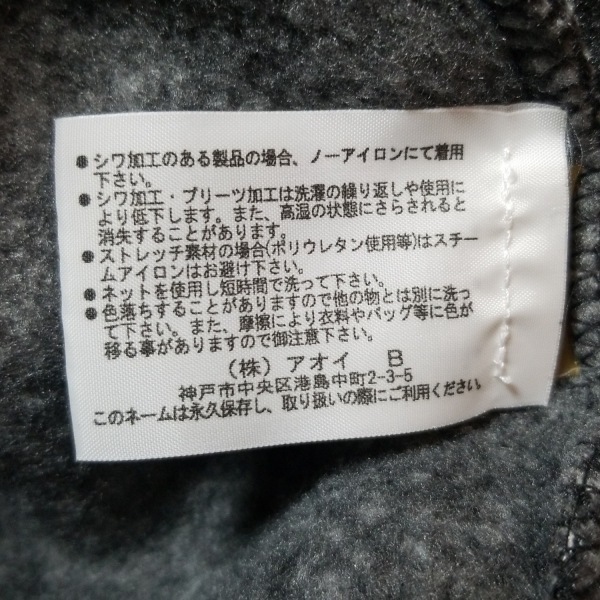 ●シワ加工のある製品の場合、ノーアイロンにて着用
下さい。
●シワ加工・プリーツ加工は洗濯の繰り返しや使用に
より低下します。また、高湿の状態にさらされると
消失することがあります。
●ストレッチ素材の場合(ポリウレタン使用等)はスチー
ムアイロンはお避け下さい。
●ネットを使用し短時間で洗って下さい。
●色落ちすることがありますので他の物とは別に洗っ
て下さい。また、摩擦により衣料やバッグ等に色が
移る事がありますので御注意下さい。
(株) アオイ B
神戸市中央区港島中町2-3-5
このネームは永久保存し、取り扱いの際にご利用ください